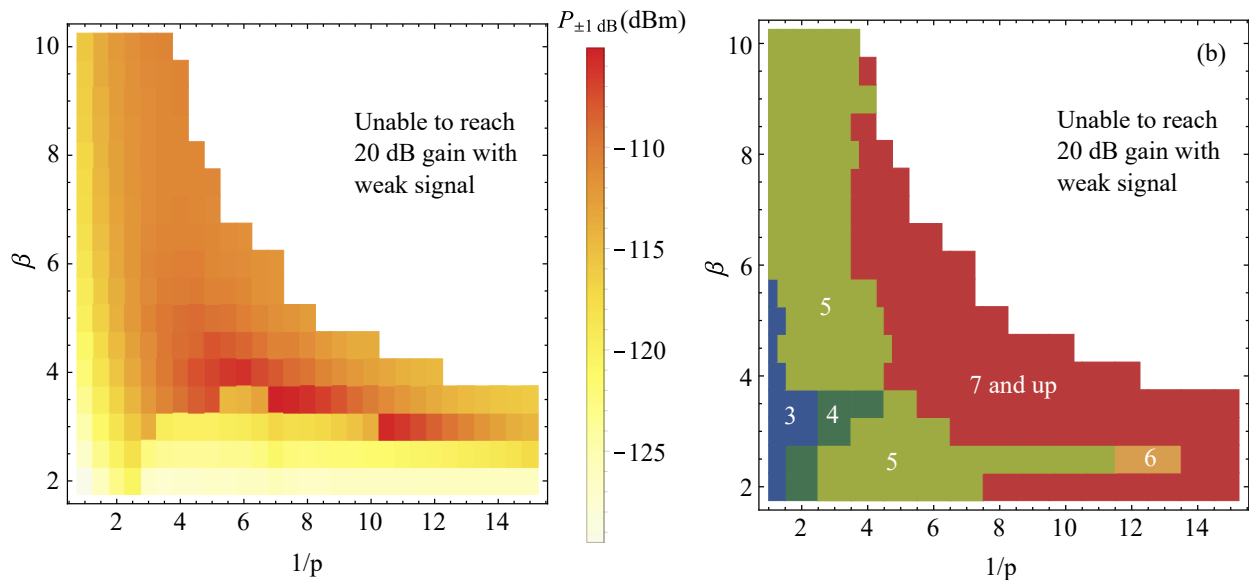 P±1 dB (dBm)
10
8
6
4
2
β
Unable to reach
20 dB gain with
weak signal
2 4 6 8 10 12 14
1/p
−110
−115
−120
−125
(b)
10
8
6
4
2
β
Unable to reach
20 dB gain with
weak signal
5
7 and up
3 4
5 6
2 4 6 8 10 12 14
1/p